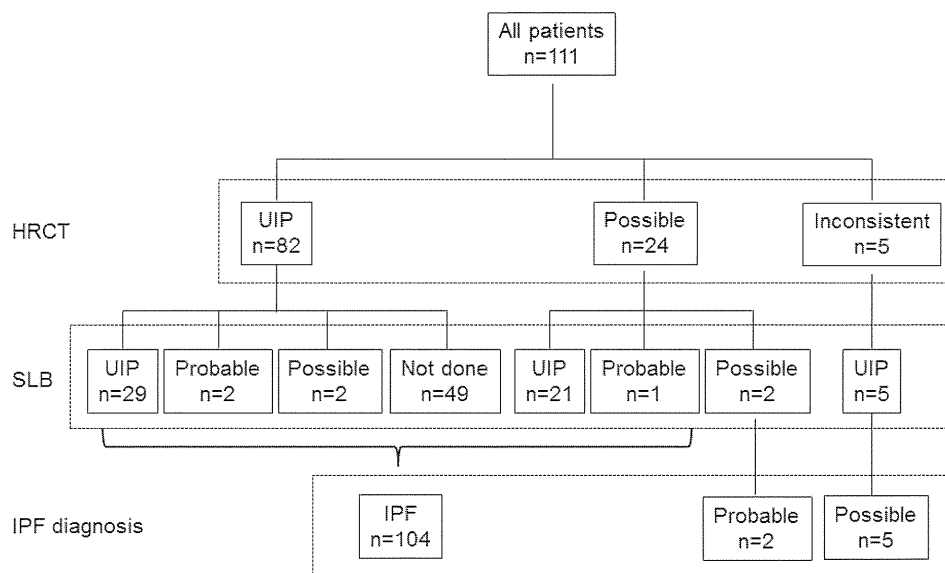 All patients
n=111
HRCT
UIP
n=82
Possible
n=24
Inconsistent
n=5
SLB
UIP
n=29
Probable
n=2
Possible
n=2
Not done
n=49
UIP
n=21
Probable
n=1
Possible
n=2
UIP
n=5
IPF diagnosis
IPF
n=104
Probable
n=2
Possible
n=5